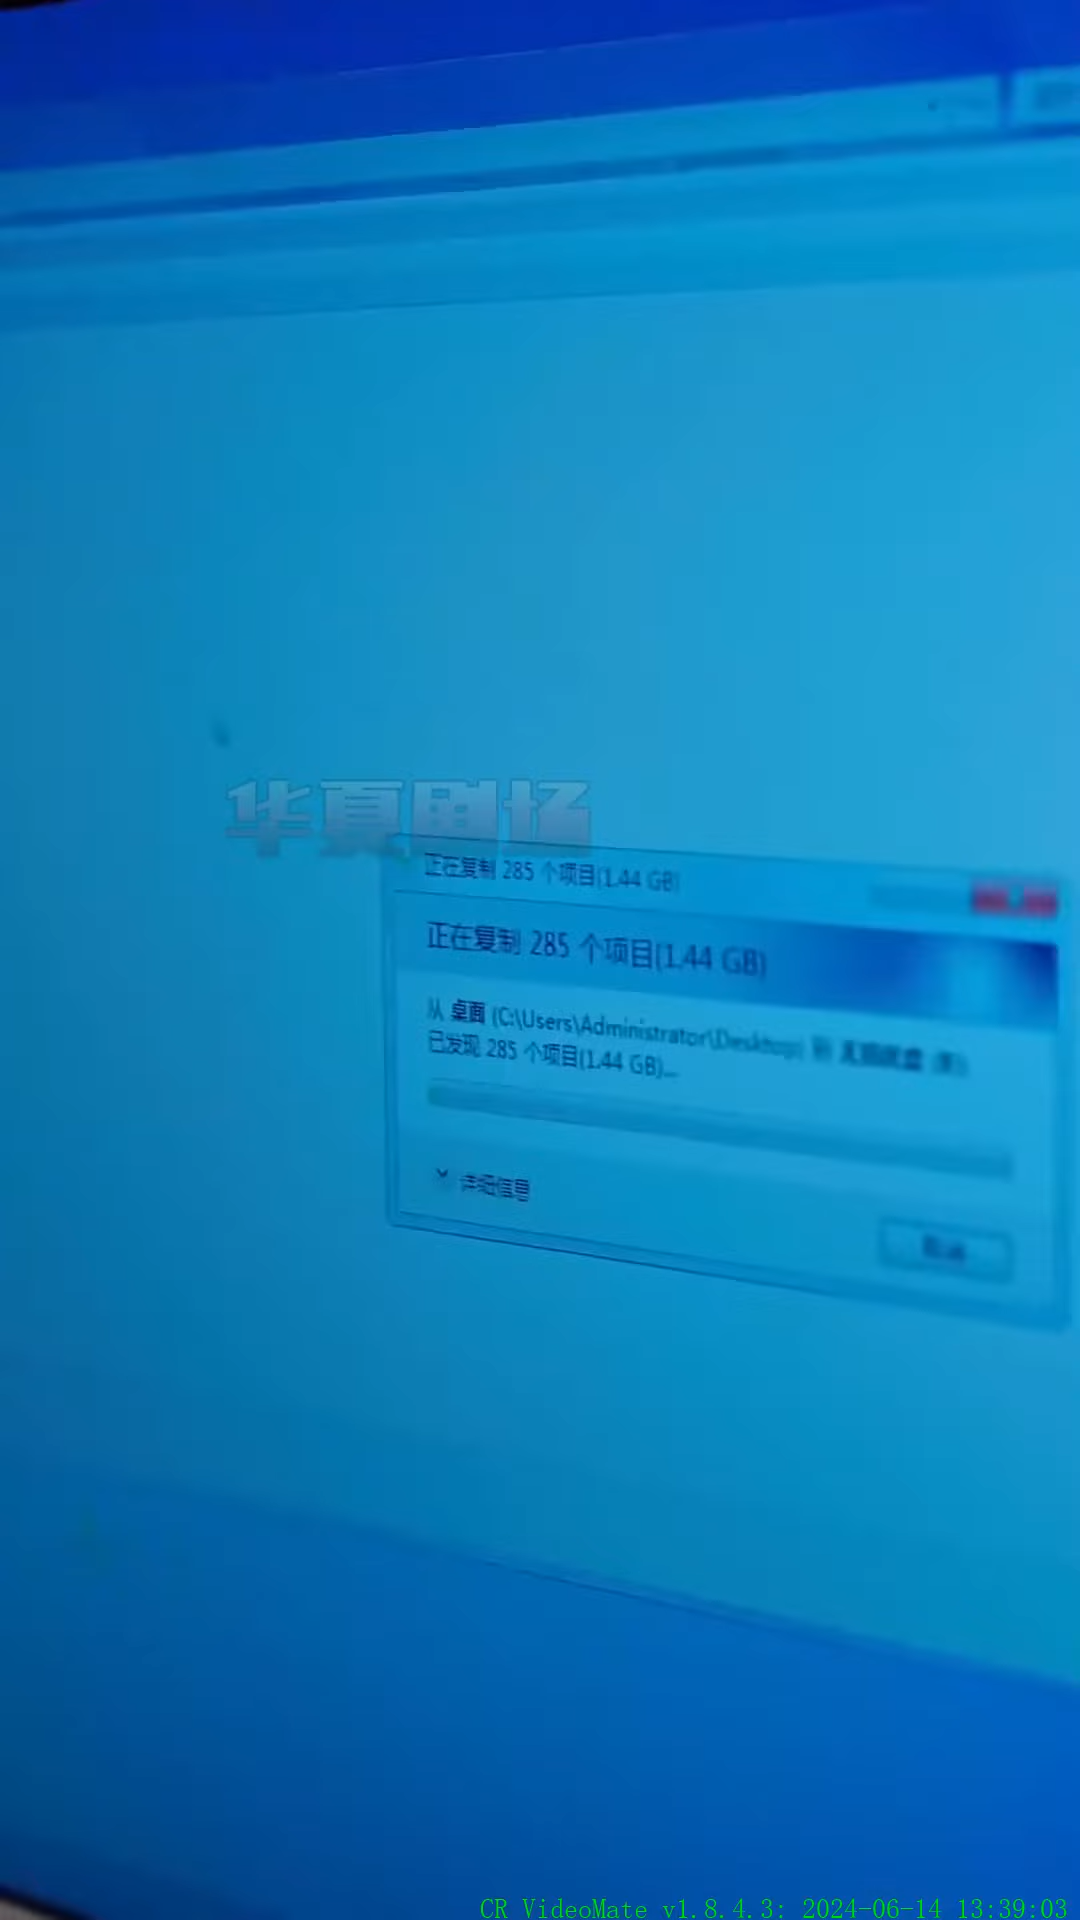 华夏剧场
正在复制 285 个项目(1.44 GB)
正在复制 285 个项目(1.44 GB)
从 桌面 (C:\Users\Administrator\Desktop) 到
已发现 285 个项目(1.44 GB)...
详细信息
取消
CR VideoMate v1.8.4.3: 2024-06-14 13:39:03